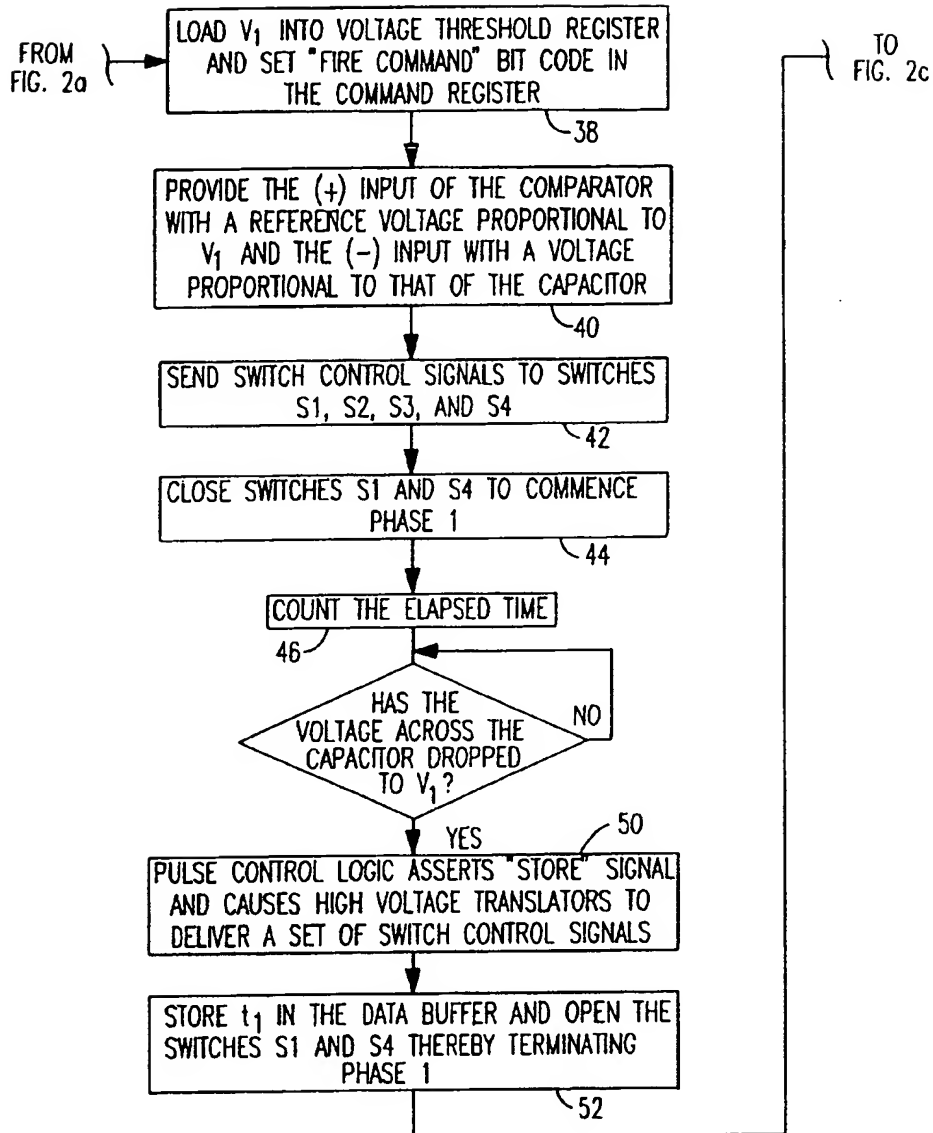 FROM
FIG. 2a
LOAD V1 INTO VOLTAGE THRESHOLD REGISTER
AND SET "FIRE COMMAND" BIT CODE IN
THE COMMAND REGISTER
38
TO
FIG. 2c
PROVIDE THE (+) INPUT OF THE COMPARATOR
WITH A REFERENCE VOLTAGE PROPORTIONAL TO
V1 AND THE (-) INPUT WITH A VOLTAGE
PROPORTIONAL TO THAT OF THE CAPACITOR
40
SEND SWITCH CONTROL SIGNALS TO SWITCHES
S1, S2, S3, AND S4
42
CLOSE SWITCHES S1 AND S4 TO COMMENCE
PHASE 1
44
COUNT THE ELAPSED TIME
46
HAS THE
VOLTAGE ACROSS THE
CAPACITOR DROPPED
TO V1?
NO
YES
50
PULSE CONTROL LOGIC ASSERTS "STORE" SIGNAL
AND CAUSES HIGH VOLTAGE TRANSLATORS TO
DELIVER A SET OF SWITCH CONTROL SIGNALS
STORE t1 IN THE DATA BUFFER AND OPEN THE
SWITCHES S1 AND S4 THEREBY TERMINATING
PHASE 1
52